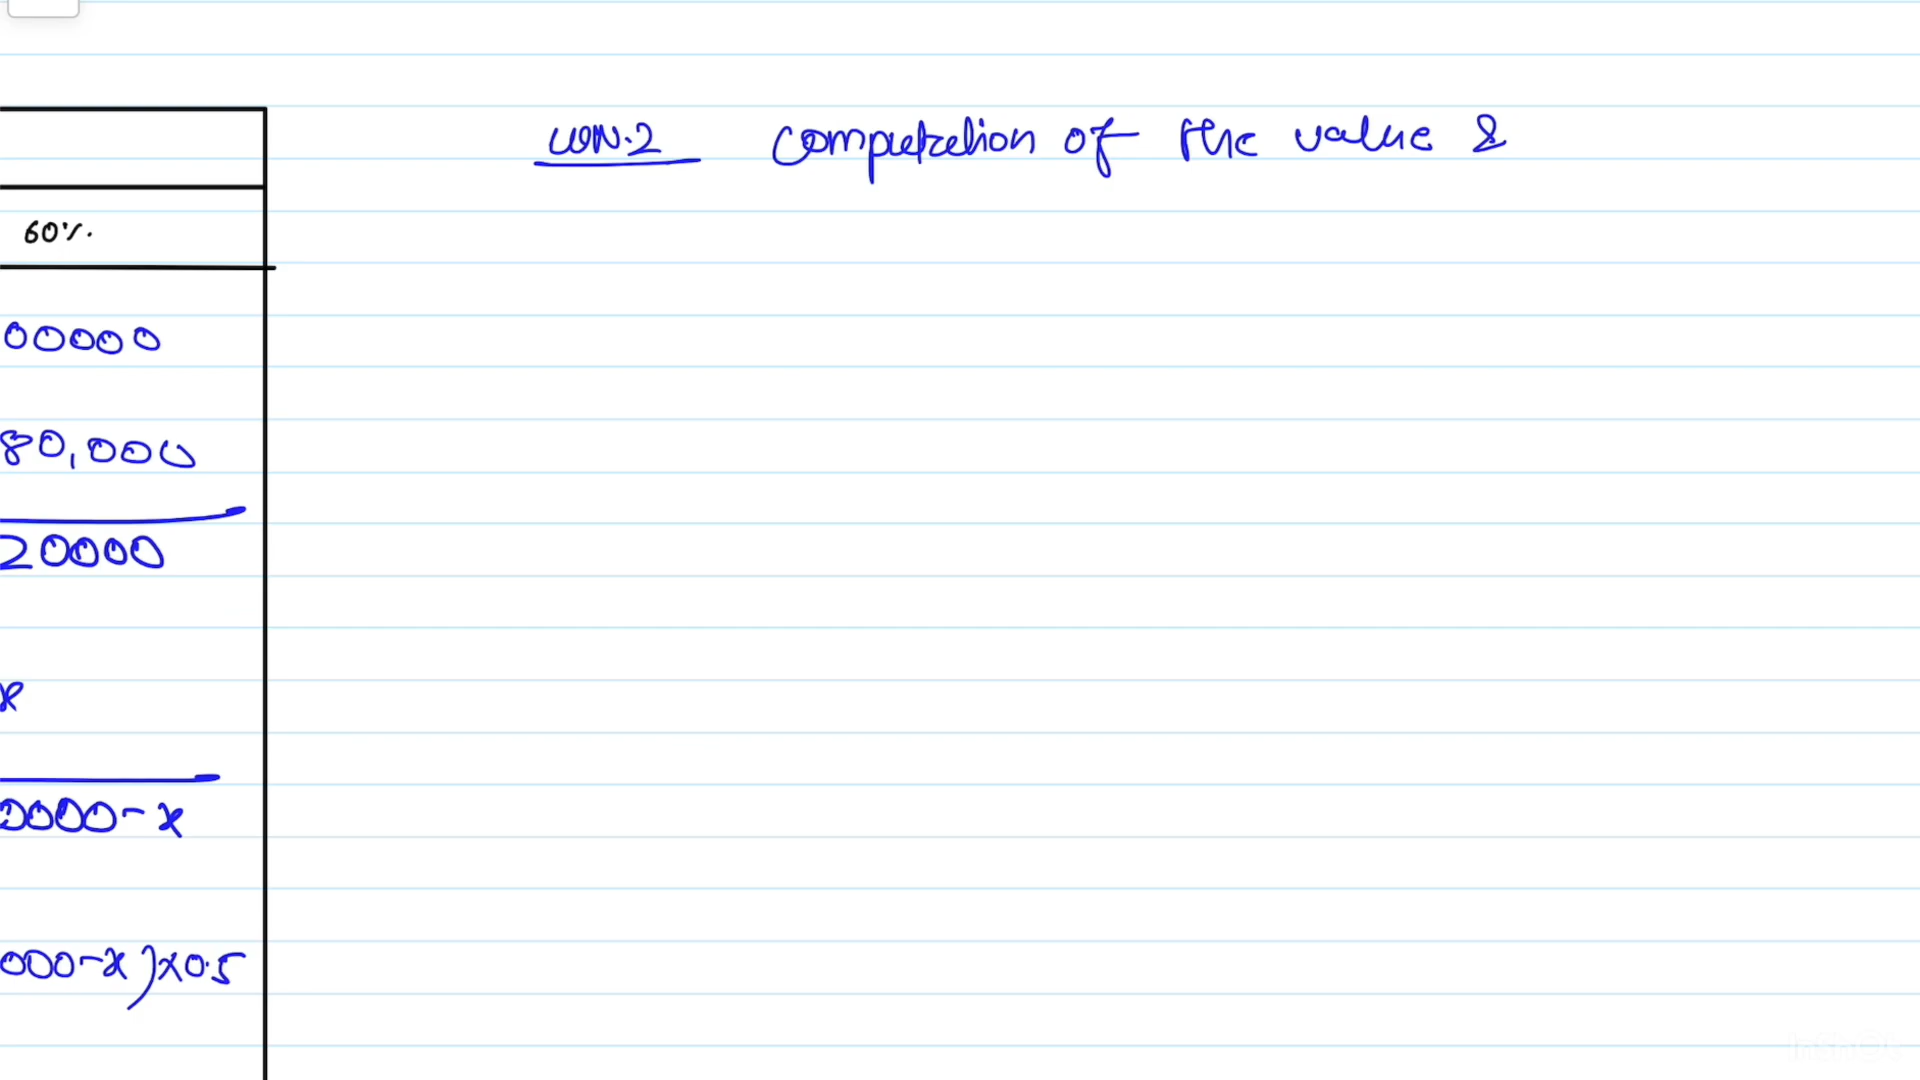 WN.2 Computation of the value &
60%.
00000
80,000
20000
x
0000-x
000-x)x0.5